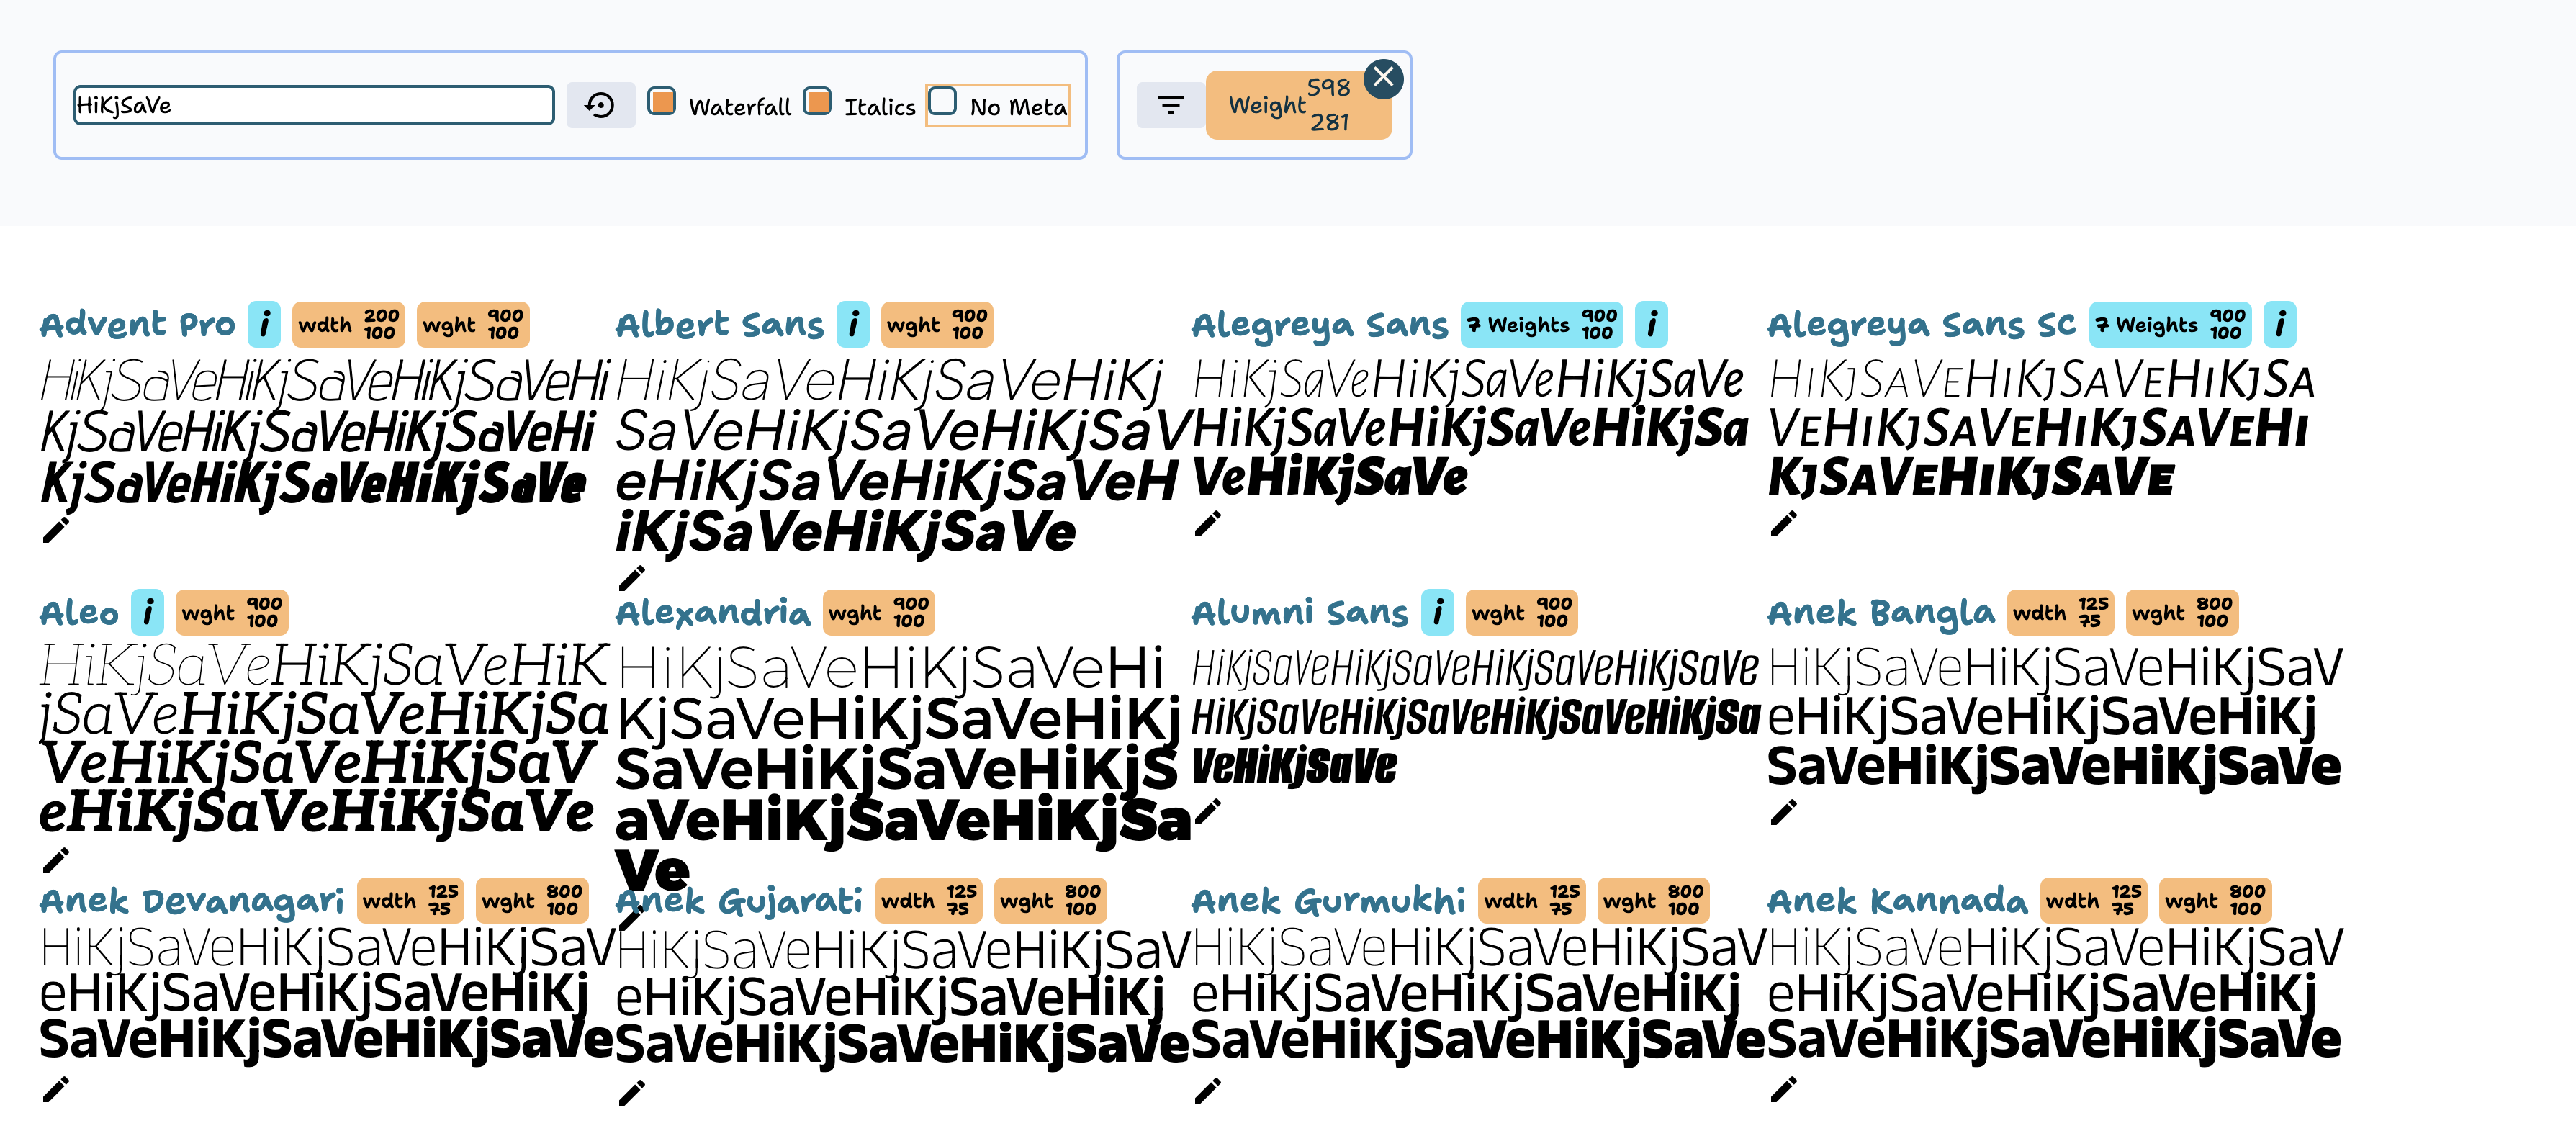 HiKjSaVe
Waterfall
Italics
No Meta
Weight 598 281
Advent Pro i wdth 200 100 wght 900 100
HiKjSaVeHiKjSaVeHiKjSaVeHi
KjSaVeHiKjSaVeHiKjSaVeHi
KjSaVeHiKjSaVeHiKjSaVe
Albert Sans i wght 900 100
HiKjSaVeHiKjSaVeHiKj
SaVeHiKjSaVeHiKjSaV
eHiKjSaVeHiKjSaVeH
iKjSaVeHiKjSaVe
Alegreya Sans 7 Weights 900 100 i
HiKjSaVeHiKjSaVeHiKjSaVe
HiKjSaVeHiKjSaVeHiKjSa
VeHiKjSaVe
Alegreya Sans SC 7 Weights 900 100 i
HiKjSaVeHiKjSaVeHiKjSa
VeHiKjSaVeHiKjSaVeHi
KjSaVeHiKjSaVe
Aleo i wght 900 100
HiKjSaVeHiKjSaVeHiK
jSaVeHiKjSaVeHiKjSa
VeHiKjSaVeHiKjSaV
eHiKjSaVeHiKjSaVe
Alexandria wght 900 100
HiKjSaVeHiKjSaVeHi
KjSaVeHiKjSaVeHiKj
SaVeHiKjSaVeHiKjS
aVeHiKjSaVeHiKjSa
Ve
Alumni Sans i wght 900 100
HiKjSaVeHiKjSaVeHiKjSaVeHiKjSaVe
HiKjSaVeHiKjSaVeHiKjSaVeHiKjSa
VeHiKjSaVe
Anek Bangla wdth 125 75 wght 800 100
HiKjSaVeHiKjSaVeHiKjSaV
eHiKjSaVeHiKjSaVeHiKj
SaVeHiKjSaVeHiKjSaVe
Anek Devanagari wdth 125 75 wght 800 100
HiKjSaVeHiKjSaVeHiKjSaV
eHiKjSaVeHiKjSaVeHiKj
SaVeHiKjSaVeHiKjSaVe
Anek Gujarati wdth 125 75 wght 800 100
HiKjSaVeHiKjSaVeHiKjSaV
eHiKjSaVeHiKjSaVeHiKj
SaVeHiKjSaVeHiKjSaVe
Anek Gurmukhi wdth 125 75 wght 800 100
HiKjSaVeHiKjSaVeHiKjSaV
eHiKjSaVeHiKjSaVeHiKj
SaVeHiKjSaVeHiKjSaVe
Anek Kannada wdth 125 75 wght 800 100
HiKjSaVeHiKjSaVeHiKjSaV
eHiKjSaVeHiKjSaVeHiKj
SaVeHiKjSaVeHiKjSaVe